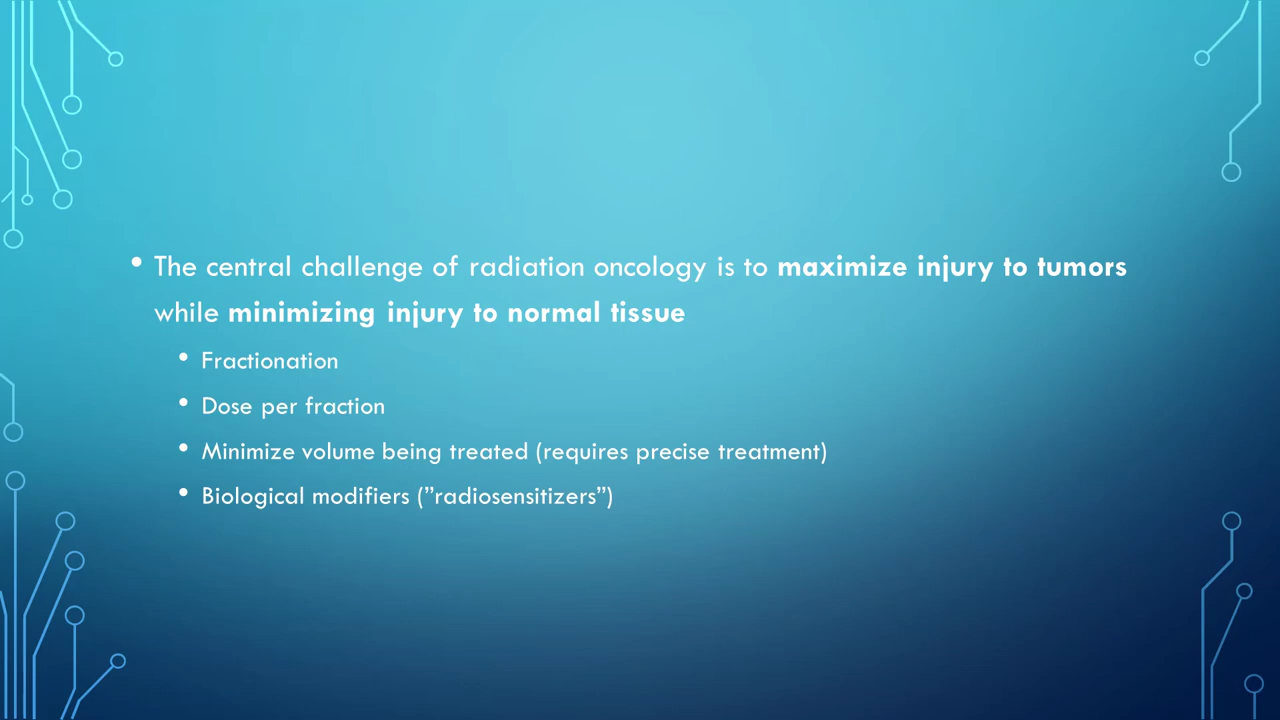 • The central challenge of radiation oncology is to maximize injury to tumors
while minimizing injury to normal tissue
• Fractionation
• Dose per fraction
• Minimize volume being treated (requires precise treatment)
• Biological modifiers (”radiosensitizers”)